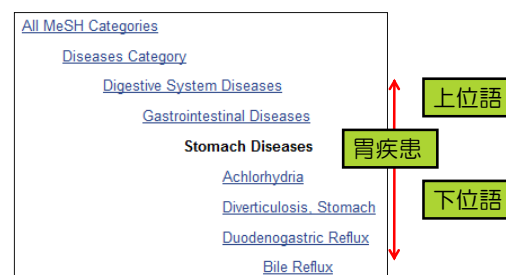 All MeSH Categories
Diseases Category
Digestive System Diseases
上位語
Gastrointestinal Diseases
Stomach Diseases
胃疾患
Achlorhydria
下位語
Diverticulosis, Stomach
Duodenogastric Reflux
Bile Reflux